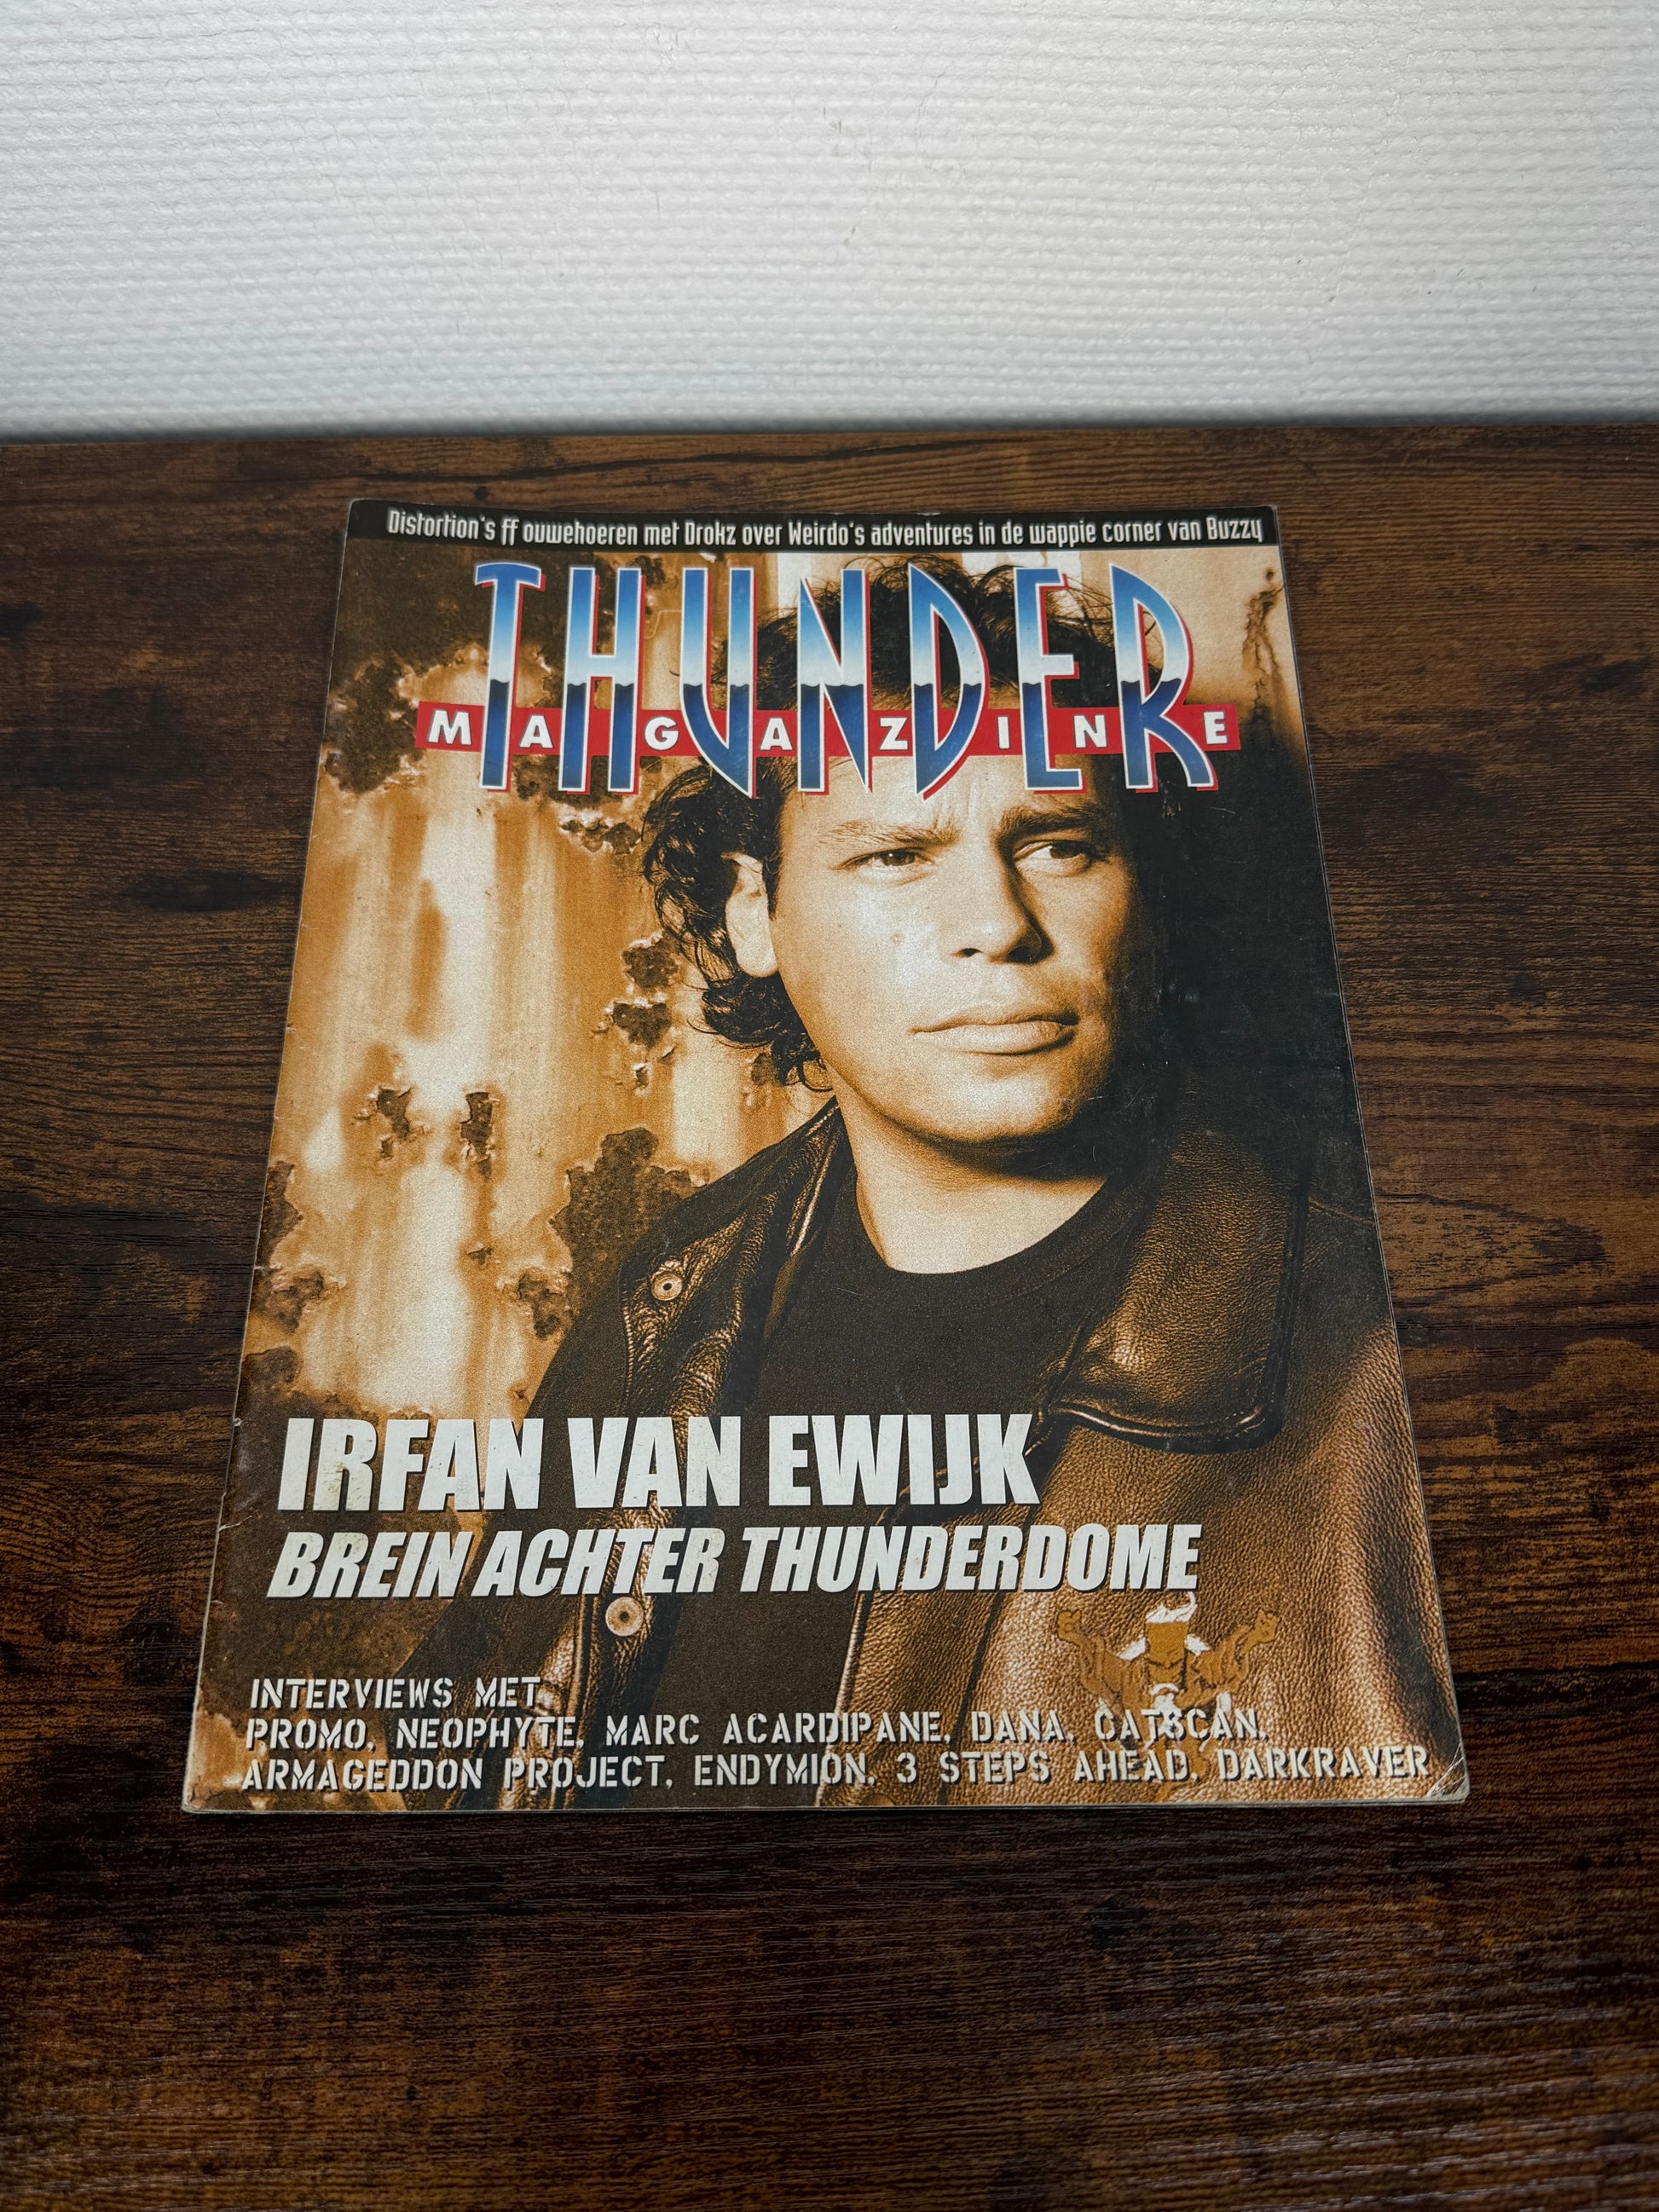 Distortion's ff ouwehoeren met Drokz over Weirdo's adventures in de wappie corner van Buzzy
THUNDER
MAGAZINE
IRFAN VAN EWIJK
BREIN ACHTER THUNDERDOME
INTERVIEWS MET
PROMO, NEOPHYTE, MARC ACARDIPANE, DANA, CATSCAN,
ARMAGEDDON PROJECT, ENDYMION, 3 STEPS AHEAD, DARKRAVER